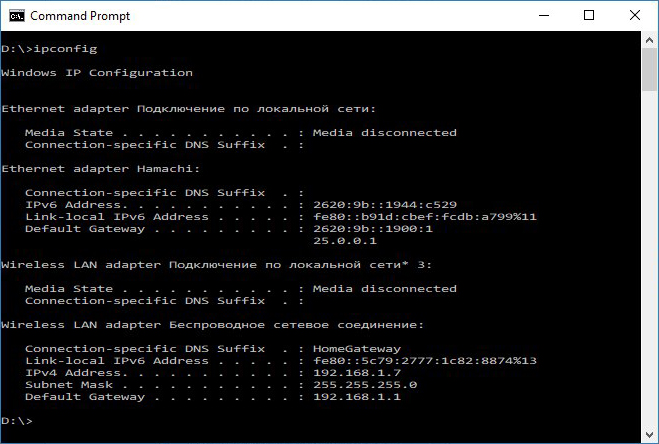 Command Prompt
D:\>ipconfig
Windows IP Configuration
Ethernet adapter Подключение по локальной сети:
Media State . . . . . . . . . . . : Media disconnected
Connection-specific DNS Suffix  . :
Ethernet adapter Hamachi:
Connection-specific DNS Suffix  . :
IPv6 Address. . . . . . . . . . . : 2620:9b::1944:c529
Link-local IPv6 Address . . . . . : fe80::b91d:cbef:fcdb:a799%11
Default Gateway . . . . . . . . . : 2620:9b::1900:1
25.0.0.1
Wireless LAN adapter Подключение по локальной сети* 3:
Media State . . . . . . . . . . . : Media disconnected
Connection-specific DNS Suffix  . :
Wireless LAN adapter Беспроводное сетевое соединение:
Connection-specific DNS Suffix  . : HomeGateway
Link-local IPv6 Address . . . . . : fe80::5c79:2777:1c82:8874%13
IPv4 Address. . . . . . . . . . . : 192.168.1.7
Subnet Mask . . . . . . . . . . . : 255.255.255.0
Default Gateway . . . . . . . . . : 192.168.1.1
D:\>